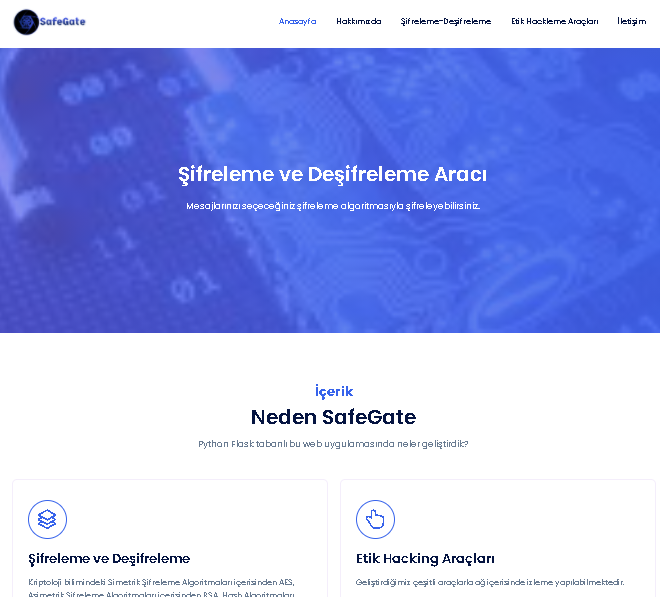 SafeGate
Anasayfa Hakkımızda Şifreleme-Deşifreleme Etik Hackleme Araçları İletişim
Şifreleme ve Deşifreleme Aracı
Mesajlarınızı seçeceğiniz şifreleme algoritmasıyla şifreleyebilirsiniz.
İçerik
Neden SafeGate
Python Flask tabanlı bu web uygulamasında neler geliştirdik?
Şifreleme ve Deşifreleme
Kriptoloji bilimindeki Simetrik Şifreleme Algoritmaları içerisinden AES,
Asimetrik Şifreleme Algoritmaları içerisinden RSA, Hash Algoritmaları
Etik Hacking Araçları
Geliştirdiğimiz çeşitli araçlarla ağ içerisinde izleme yapılabilmektedir.